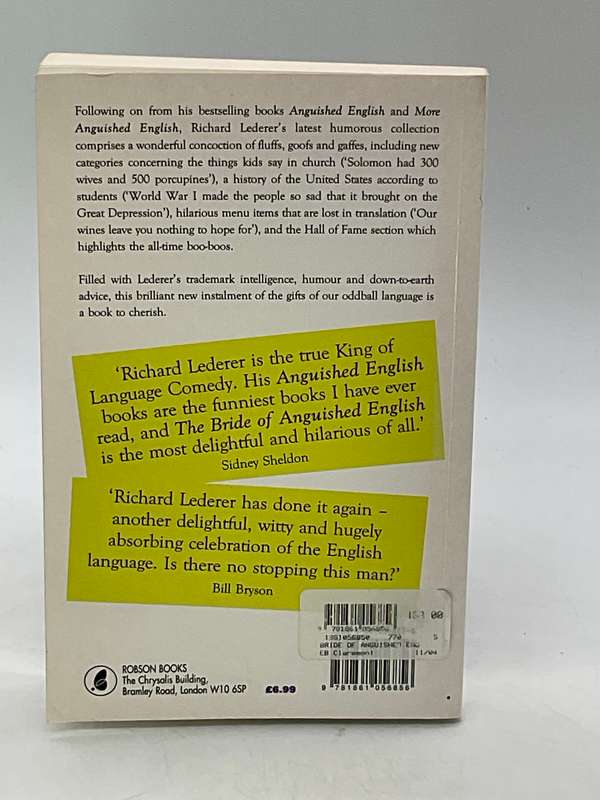 Following on from his bestselling books Anguished English and More
Anguished English, Richard Lederer's latest humorous collection
comprises a wonderful concoction of fluffs, goofs and gaffes, including new
categories concerning the things kids say in church ('Solomon had 300
wives and 500 porcupines'), a history of the United States according to
students ('World War I made the people so sad that it brought on the
Great Depression'), hilarious menu items that are lost in translation ('Our
wines leave you nothing to hope for'), and the Hall of Fame section which
highlights the all-time boo-boos.
Filled with Lederer's trademark intelligence, humour and down-to-earth
advice, this brilliant new instalment of the gifts of our oddball language is
a book to cherish.
'Richard Lederer is the true King of
Language Comedy. His Anguished English
books are the funniest books I have ever
read, and The Bride of Anguished English
is the most delightful and hilarious of all.'
Sidney Sheldon
'Richard Lederer has done it again –
another delightful, witty and hugely
absorbing celebration of the English
language. Is there no stopping this man?'
Bill Bryson
9 781861 056856
1861056850 770 5
BRIDE OF ANGUISHED ENG
EB Claremont 11/04
ROBSON BOOKS
The Chrysalis Building,
Bramley Road, London W10 6SP
£6.99
9 781861 056856